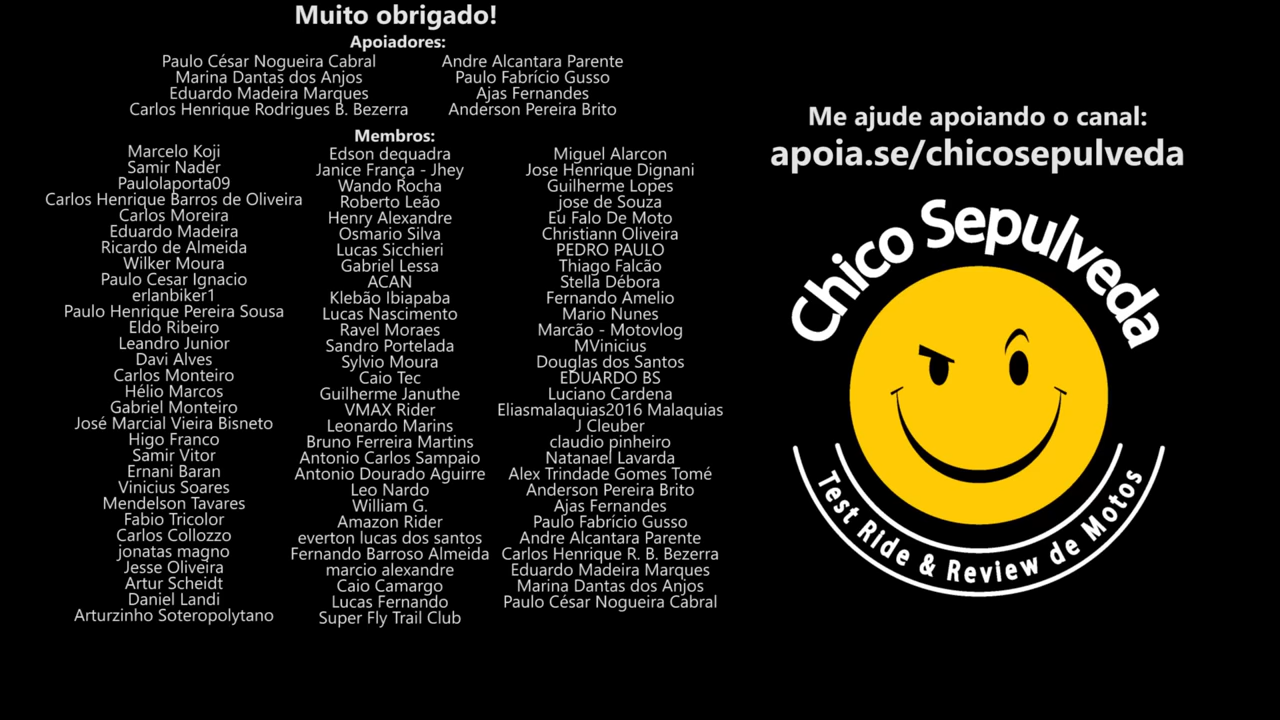 Muito obrigado!
Apoiadores:
Paulo César Nogueira Cabral
Marina Dantas dos Anjos
Eduardo Madeira Marques
Carlos Henrique Rodrigues B. Bezerra
Andre Alcantara Parente
Paulo Fabrício Gusso
Ajas Fernandes
Anderson Pereira Brito
Membros:
Marcelo Koji
Samir Nader
Paulolaporta09
Carlos Henrique Barros de Oliveira
Carlos Moreira
Eduardo Madeira
Ricardo de Almeida
Wilker Moura
Paulo Cesar Ignacio
erlanbiker1
Paulo Henrique Pereira Sousa
Eldo Ribeiro
Leandro Junior
Davi Alves
Carlos Monteiro
Hélio Marcos
Gabriel Monteiro
José Marcial Vieira Bisneto
Higo Franco
Samir Vitor
Ernani Baran
Vinicius Soares
Mendelson Tavares
Fabio Tricolor
Carlos Collozzo
jonatas magno
Jesse Oliveira
Artur Scheidt
Daniel Landi
Arturzinho Soteropolytano
Edson dequadra
Janice França - Jhey
Wando Rocha
Roberto Leão
Henry Alexandre
Osmario Silva
Lucas Sicchieri
Gabriel Lessa
ACAN
Klebão Ibiapaba
Lucas Nascimento
Ravel Moraes
Sandro Portelada
Sylvio Moura
Caio Tec
Guilherme Januthe
VMAX Rider
Leonardo Marins
Bruno Ferreira Martins
Antonio Carlos Sampaio
Antonio Dourado Aguirre
Leo Nardo
William G.
Amazon Rider
everton lucas dos santos
Fernando Barroso Almeida
marcio alexandre
Caio Camargo
Lucas Fernando
Super Fly Trail Club
Miguel Alarcon
Jose Henrique Dignani
Guilherme Lopes
jose de Souza
Eu Falo De Moto
Christiann Oliveira
PEDRO PAULO
Thiago Falcão
Stella Débora
Fernando Amelio
Mario Nunes
Marcão - Motovlog
MVinicius
Douglas dos Santos
EDUARDO BS
Luciano Cardena
Eliasmalaquias2016 Malaquias
J Cleuber
claudio pinheiro
Natanael Lavarda
Alex Trindade Gomes Tomé
Anderson Pereira Brito
Ajas Fernandes
Paulo Fabrício Gusso
Andre Alcantara Parente
Carlos Henrique R. B. Bezerra
Eduardo Madeira Marques
Marina Dantas dos Anjos
Paulo César Nogueira Cabral
Me ajude apoiando o canal:
apoia.se/chicosepulveda
Chico Sepulveda
Test Ride & Review de Motos